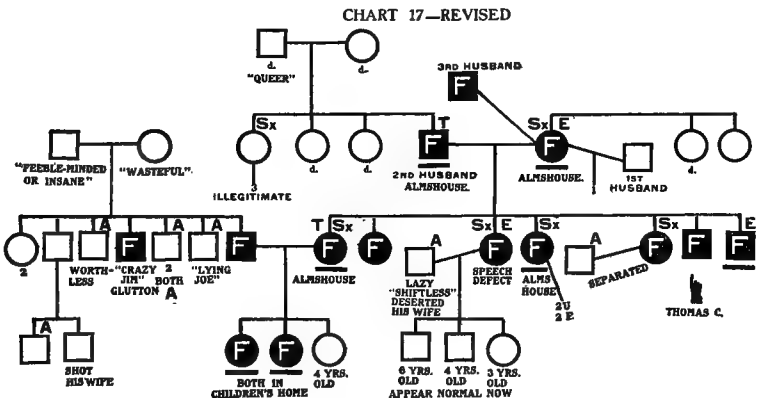 CHART 17—REVISED
d.
"QUEER"
d.
3RD HUSBAND
F
Sx
T
Sx E
F
F
d.
d.
d.
3
ILLEGITIMATE
2ND HUSBAND
ALMSHOUSE.
ALMSHOUSE.
1ST
HUSBAND
"FEEBLE-MINDED
OR INSANE"
"WASTEFUL".
A
A
A
T Sx
Sx E
Sx
A
Sx
E
A
F
F
F
F
F
F
F
F
F
2
WORTH-
LESS
"CRAZY
JIM"
GLUTTON
2
BOTH
A
"LYING
JOE"
ALMSHOUSE
LAZY
"SHIFTLESS"
DESERTED
HIS WIFE
SPEECH
DEFECT
ALMS
HOUSE
2U
2 E
SEPARATED
THOMAS C.
A
SHOT
HIS WIFE
F
F
BOTH IN
CHILDREN'S HOME
4 YRS.
OLD
6 YRS.
OLD
4 YRS.
OLD
3 YRS.
OLD
APPEAR NORMAL NOW